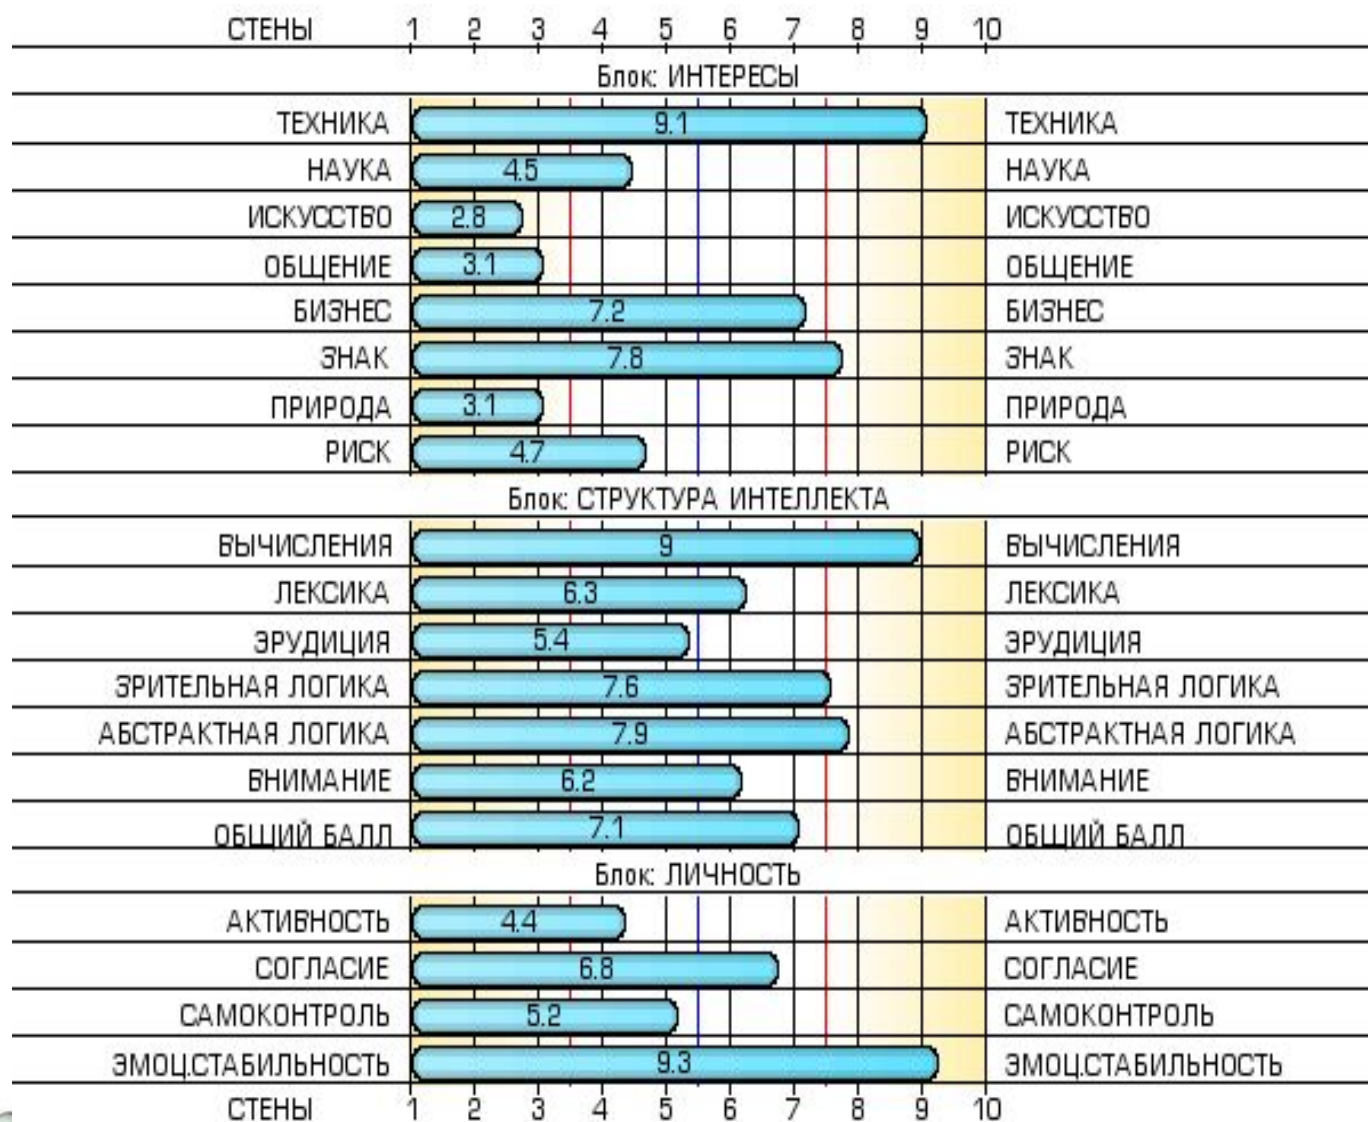 СТЕНЫ 1 2 3 4 5 6 7 8 9 10
Блок: ИНТЕРЕСЫ
ТЕХНИКА 9.1 ТЕХНИКА
НАУКА 4.5 НАУКА
ИСКУССТВО 2.8 ИСКУССТВО
ОБЩЕНИЕ 3.1 ОБЩЕНИЕ
БИЗНЕС 7.2 БИЗНЕС
ЗНАК 7.8 ЗНАК
ПРИРОДА 3.1 ПРИРОДА
РИСК 4.7 РИСК
Блок: СТРУКТУРА ИНТЕЛЛЕКТА
ВЫЧИСЛЕНИЯ 9 ВЫЧИСЛЕНИЯ
ЛЕКСИКА 6.3 ЛЕКСИКА
ЭРУДИЦИЯ 5.4 ЭРУДИЦИЯ
ЗРИТЕЛЬНАЯ ЛОГИКА 7.6 ЗРИТЕЛЬНАЯ ЛОГИКА
АБСТРАКТНАЯ ЛОГИКА 7.9 АБСТРАКТНАЯ ЛОГИКА
ВНИМАНИЕ 6.2 ВНИМАНИЕ
ОБЩИЙ БАЛЛ 7.1 ОБЩИЙ БАЛЛ
Блок: ЛИЧНОСТЬ
АКТИВНОСТЬ 4.4 АКТИВНОСТЬ
СОГЛАСИЕ 6.8 СОГЛАСИЕ
САМОКОНТРОЛЬ 5.2 САМОКОНТРОЛЬ
ЭМОЦ.СТАБИЛЬНОСТЬ 9.3 ЭМОЦ.СТАБИЛЬНОСТЬ
СТЕНЫ 1 2 3 4 5 6 7 8 9 10